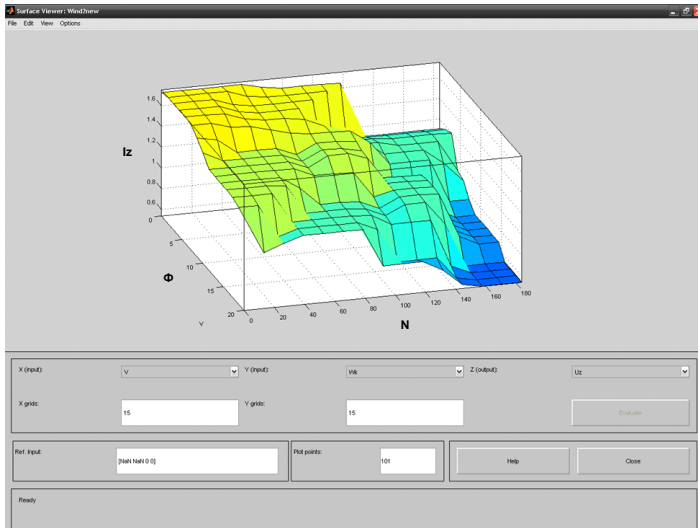 Surface Viewer: Wind2new
File Edit View Options
1.6
1.4
1.2
1
0.8
0.6
Iz
0
5
10
15
20
Φ
V
0
20
40
60
80
100
120
140
160
180
N
X (input): V Y (input): Wk Z (output): Uz
X grids: 15 Y grids: 15 Evaluate
Ref. Input: [NaN NaN 0 0] Plot points: 101 Help Close
Ready